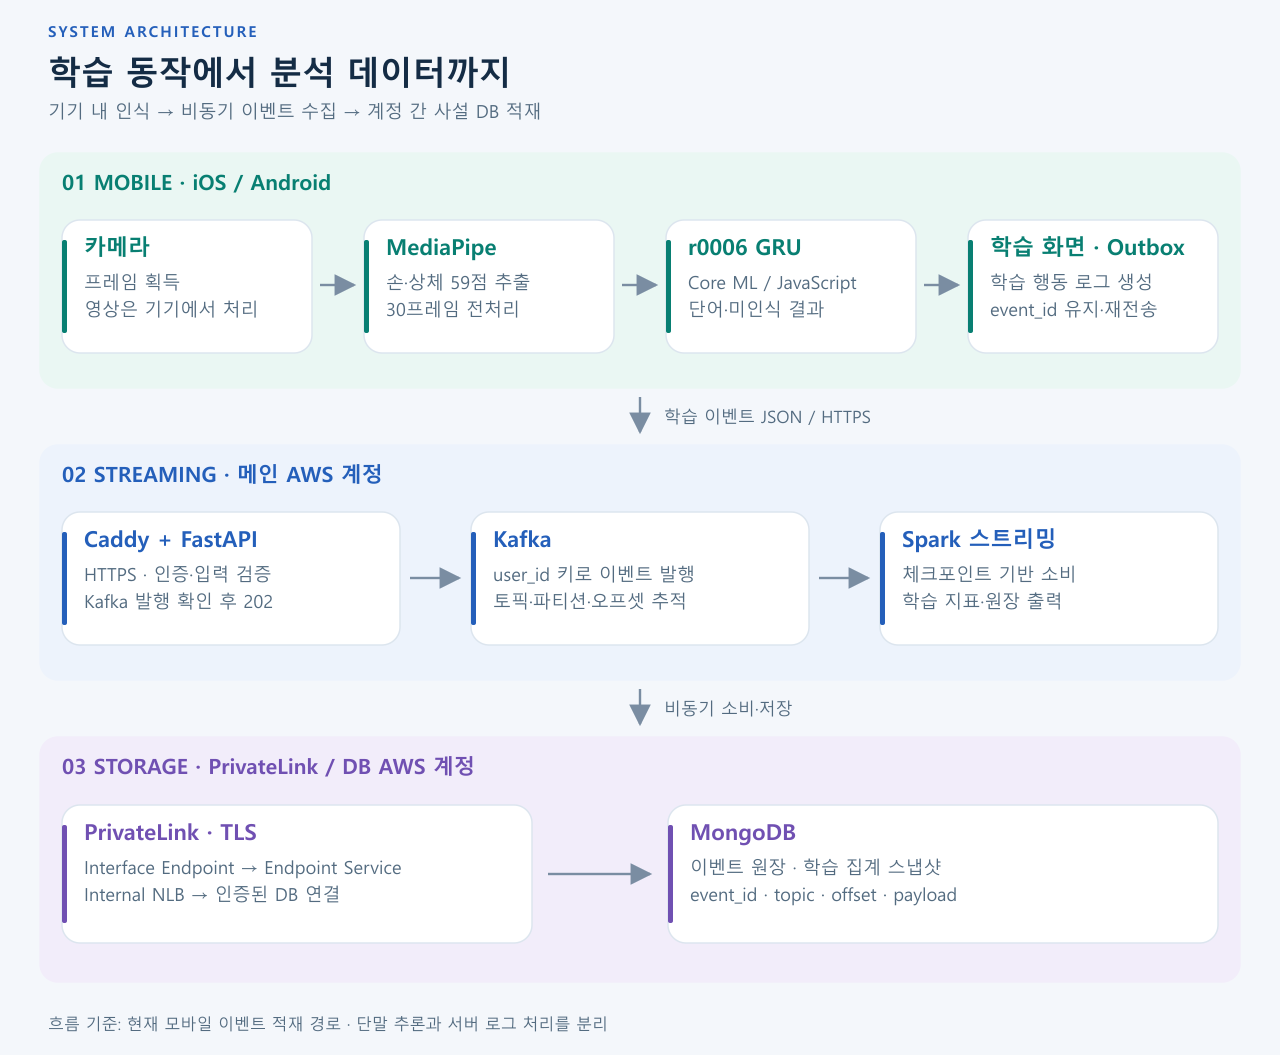 SYSTEM ARCHITECTURE
학습 동작에서 분석 데이터까지
기기 내 인식 → 비동기 이벤트 수집 → 계정 간 사설 DB 적재
01 MOBILE · iOS / Android
카메라
프레임 획득
영상은 기기에서 처리
MediaPipe
손·상체 59점 추출
30프레임 전처리
r0006 GRU
Core ML / JavaScript
단어·미인식 결과
학습 화면 · Outbox
학습 행동 로그 생성
event_id 유지·재전송
학습 이벤트 JSON / HTTPS
02 STREAMING · 메인 AWS 계정
Caddy + FastAPI
HTTPS · 인증·입력 검증
Kafka 발행 확인 후 202
Kafka
user_id 키로 이벤트 발행
토픽·파티션·오프셋 추적
Spark 스트리밍
체크포인트 기반 소비
학습 지표·원장 출력
비동기 소비·저장
03 STORAGE · PrivateLink / DB AWS 계정
PrivateLink · TLS
Interface Endpoint → Endpoint Service
Internal NLB → 인증된 DB 연결
MongoDB
이벤트 원장 · 학습 집계 스냅샷
event_id · topic · offset · payload
흐름 기준: 현재 모바일 이벤트 적재 경로 · 단말 추론과 서버 로그 처리를 분리